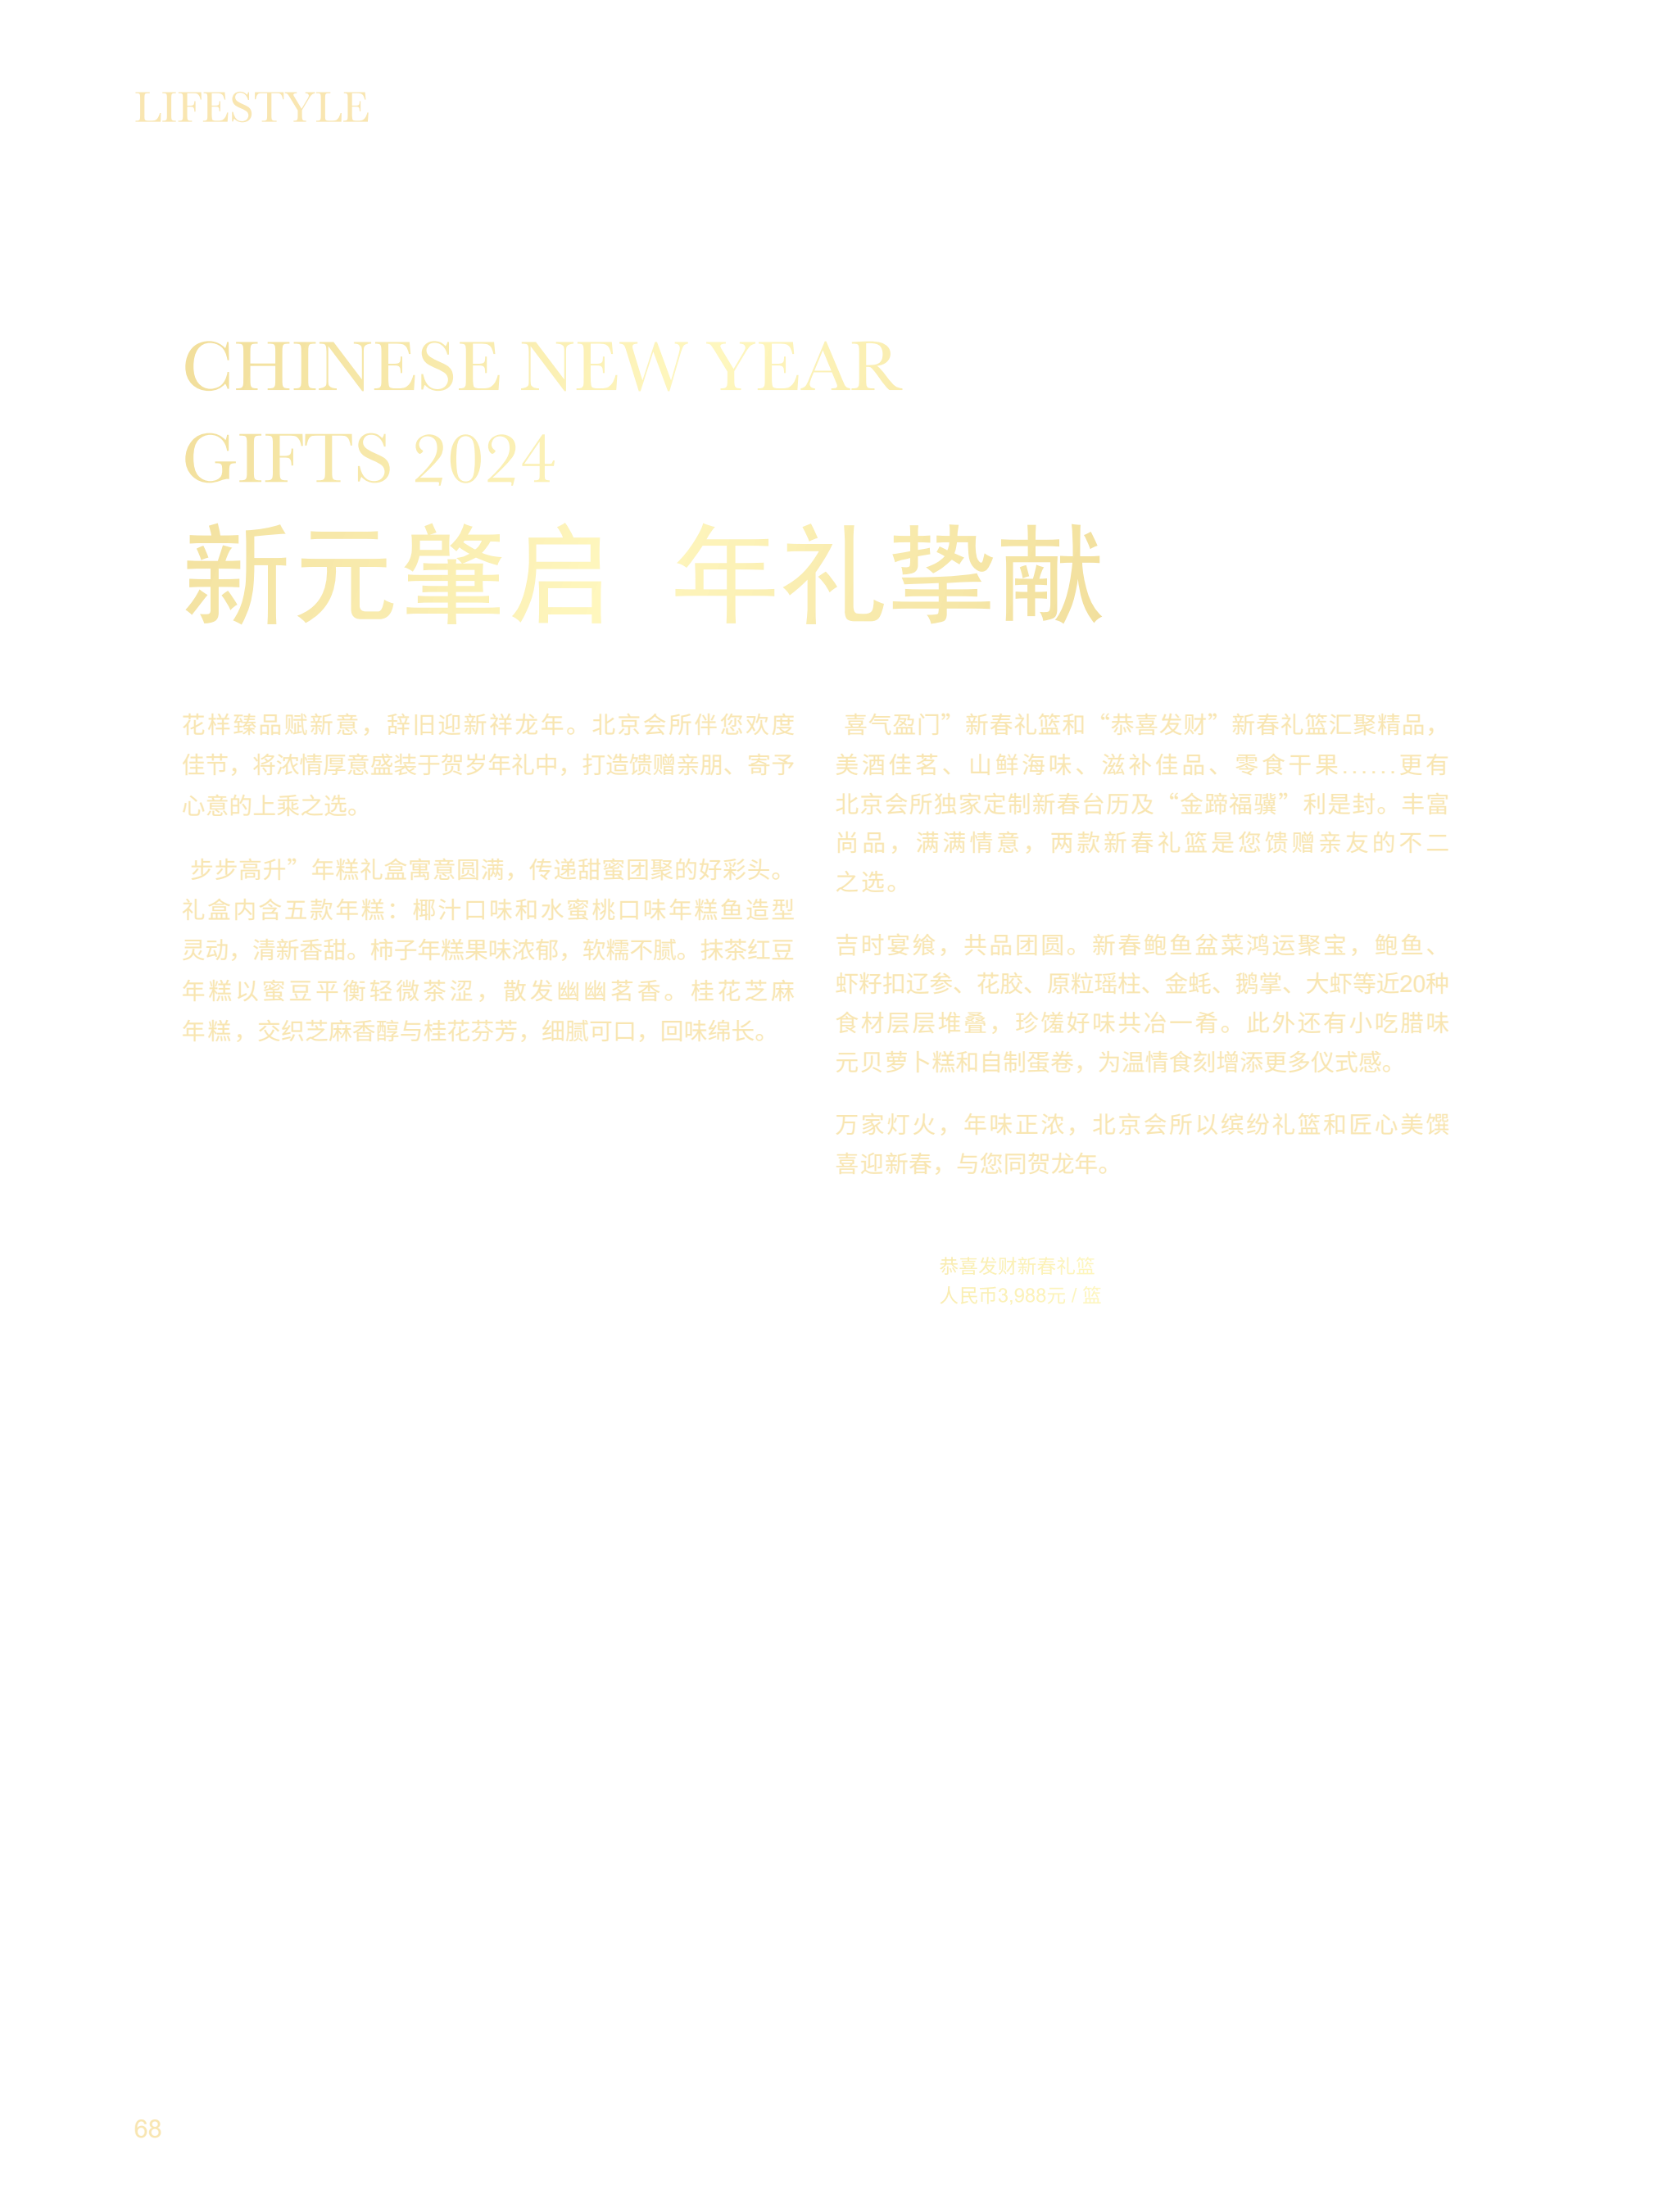 LIFESTYLE
CHINESE NEW YEAR
GIFTS 2024
新元肇启 年礼挚献
花样臻品赋新意，辞旧迎新祥龙年。北京会所伴您欢度
佳节，将浓情厚意盛装于贺岁年礼中，打造馈赠亲朋、寄予
心意的上乘之选。
步步高升”年糕礼盒寓意圆满，传递甜蜜团聚的好彩头。
礼盒内含五款年糕：椰汁口味和水蜜桃口味年糕鱼造型
灵动，清新香甜。柿子年糕果味浓郁，软糯不腻。抹茶红豆
年糕以蜜豆平衡轻微茶涩，散发幽幽茗香。桂花芝麻
年糕，交织芝麻香醇与桂花芬芳，细腻可口，回味绵长。
喜气盈门”新春礼篮和“恭喜发财”新春礼篮汇聚精品，
美酒佳茗、山鲜海味、滋补佳品、零食干果......更有
北京会所独家定制新春台历及“金蹄福骥”利是封。丰富
尚品，满满情意，两款新春礼篮是您馈赠亲友的不二
之选。
吉时宴飨，共品团圆。新春鲍鱼盆菜鸿运聚宝，鲍鱼、
虾籽扣辽参、花胶、原粒瑶柱、金蚝、鹅掌、大虾等近20种
食材层层堆叠，珍馐好味共冶一肴。此外还有小吃腊味
元贝萝卜糕和自制蛋卷，为温情食刻增添更多仪式感。
万家灯火，年味正浓，北京会所以缤纷礼篮和匠心美馔
喜迎新春，与您同贺龙年。
恭喜发财新春礼篮
人民币3,988元 / 篮
68